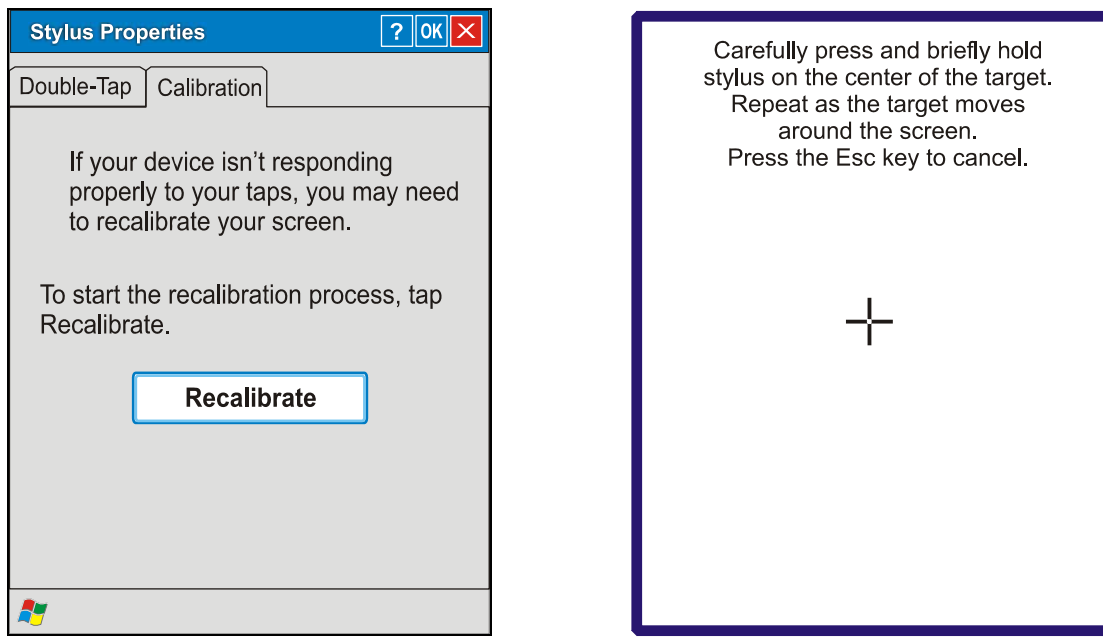 Stylus Properties
? OK
Double-Tap Calibration
If your device isn't responding
properly to your taps, you may need
to recalibrate your screen.
To start the recalibration process, tap
Recalibrate.
Recalibrate
Carefully press and briefly hold
stylus on the center of the target.
Repeat as the target moves
around the screen.
Press the Esc key to cancel.